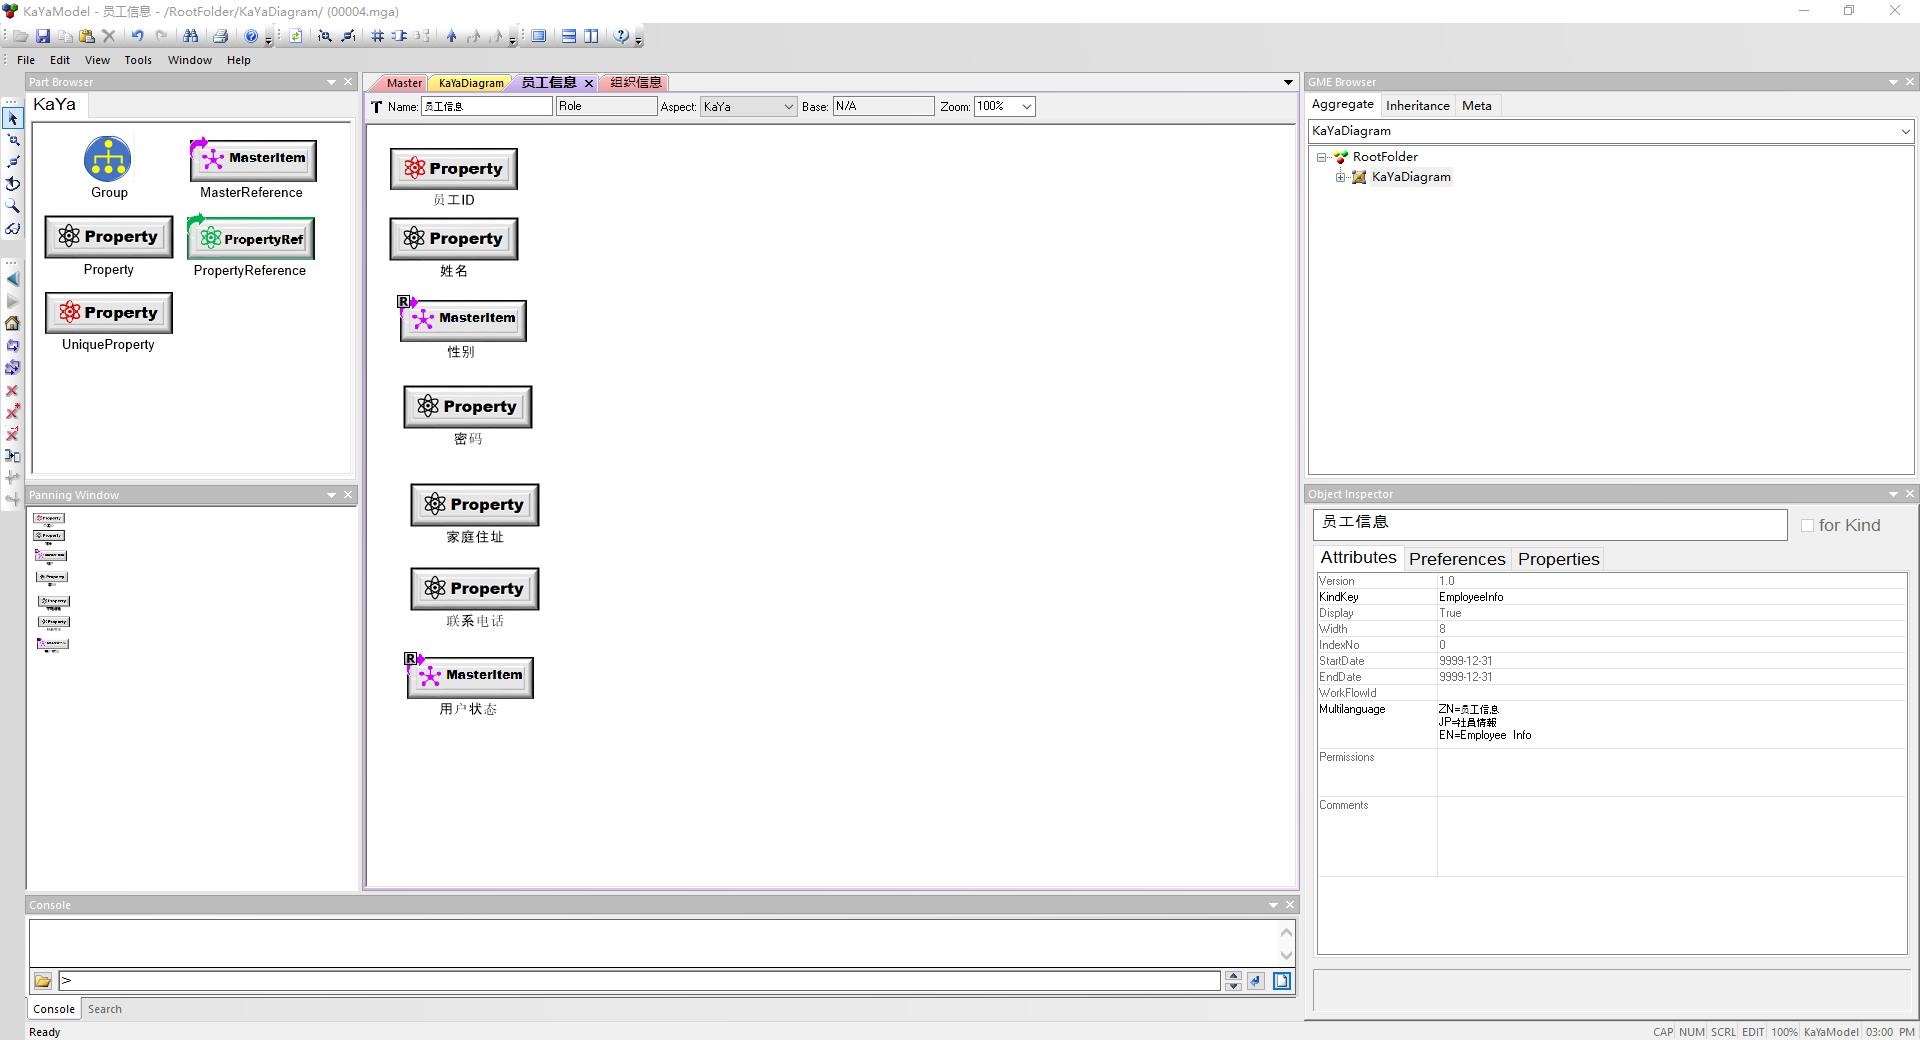 KaYaModel - 员工信息 - /RootFolder/KaYaDiagram/ (00004.mga)
File Edit View Tools Window Help
Part Browser
KaYa
Group
MasterItem
MasterReference
Property
Property
PropertyRef
PropertyReference
Property
UniqueProperty
Panning Window
Master KaYaDiagram 员工信息 组织信息
Name: 员工信息 Role Aspect: KaYa Base: N/A Zoom: 100%
Property
员工ID
Property
姓名
R
MasterItem
性别
Property
密码
Property
家庭住址
Property
联系电话
R
MasterItem
用户状态
Console
>
Console Search
Ready
GME Browser
Aggregate Inheritance Meta
KaYaDiagram
RootFolder
KaYaDiagram
Object Inspector
员工信息 for Kind
Attributes Preferences Properties
Version 1.0
KindKey EmployeeInfo
Display True
Width 8
IndexNo 0
StartDate 9999-12-31
EndDate 9999-12-31
WorkFlowId
Multilanguage ZN=员工信息
JP=社員情報
EN=Employee Info
Permissions
Comments
CAP NUM SCRL EDIT 100% KaYaModel 03:00 PM